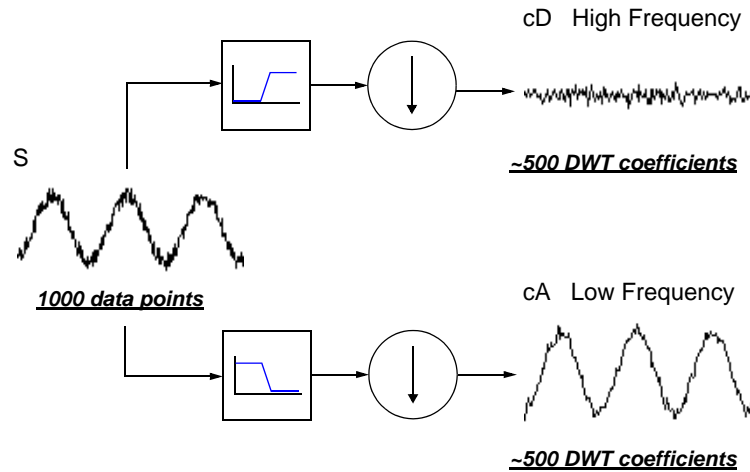 cD High Frequency
~500 DWT coefficients
S
1000 data points
cA Low Frequency
~500 DWT coefficients